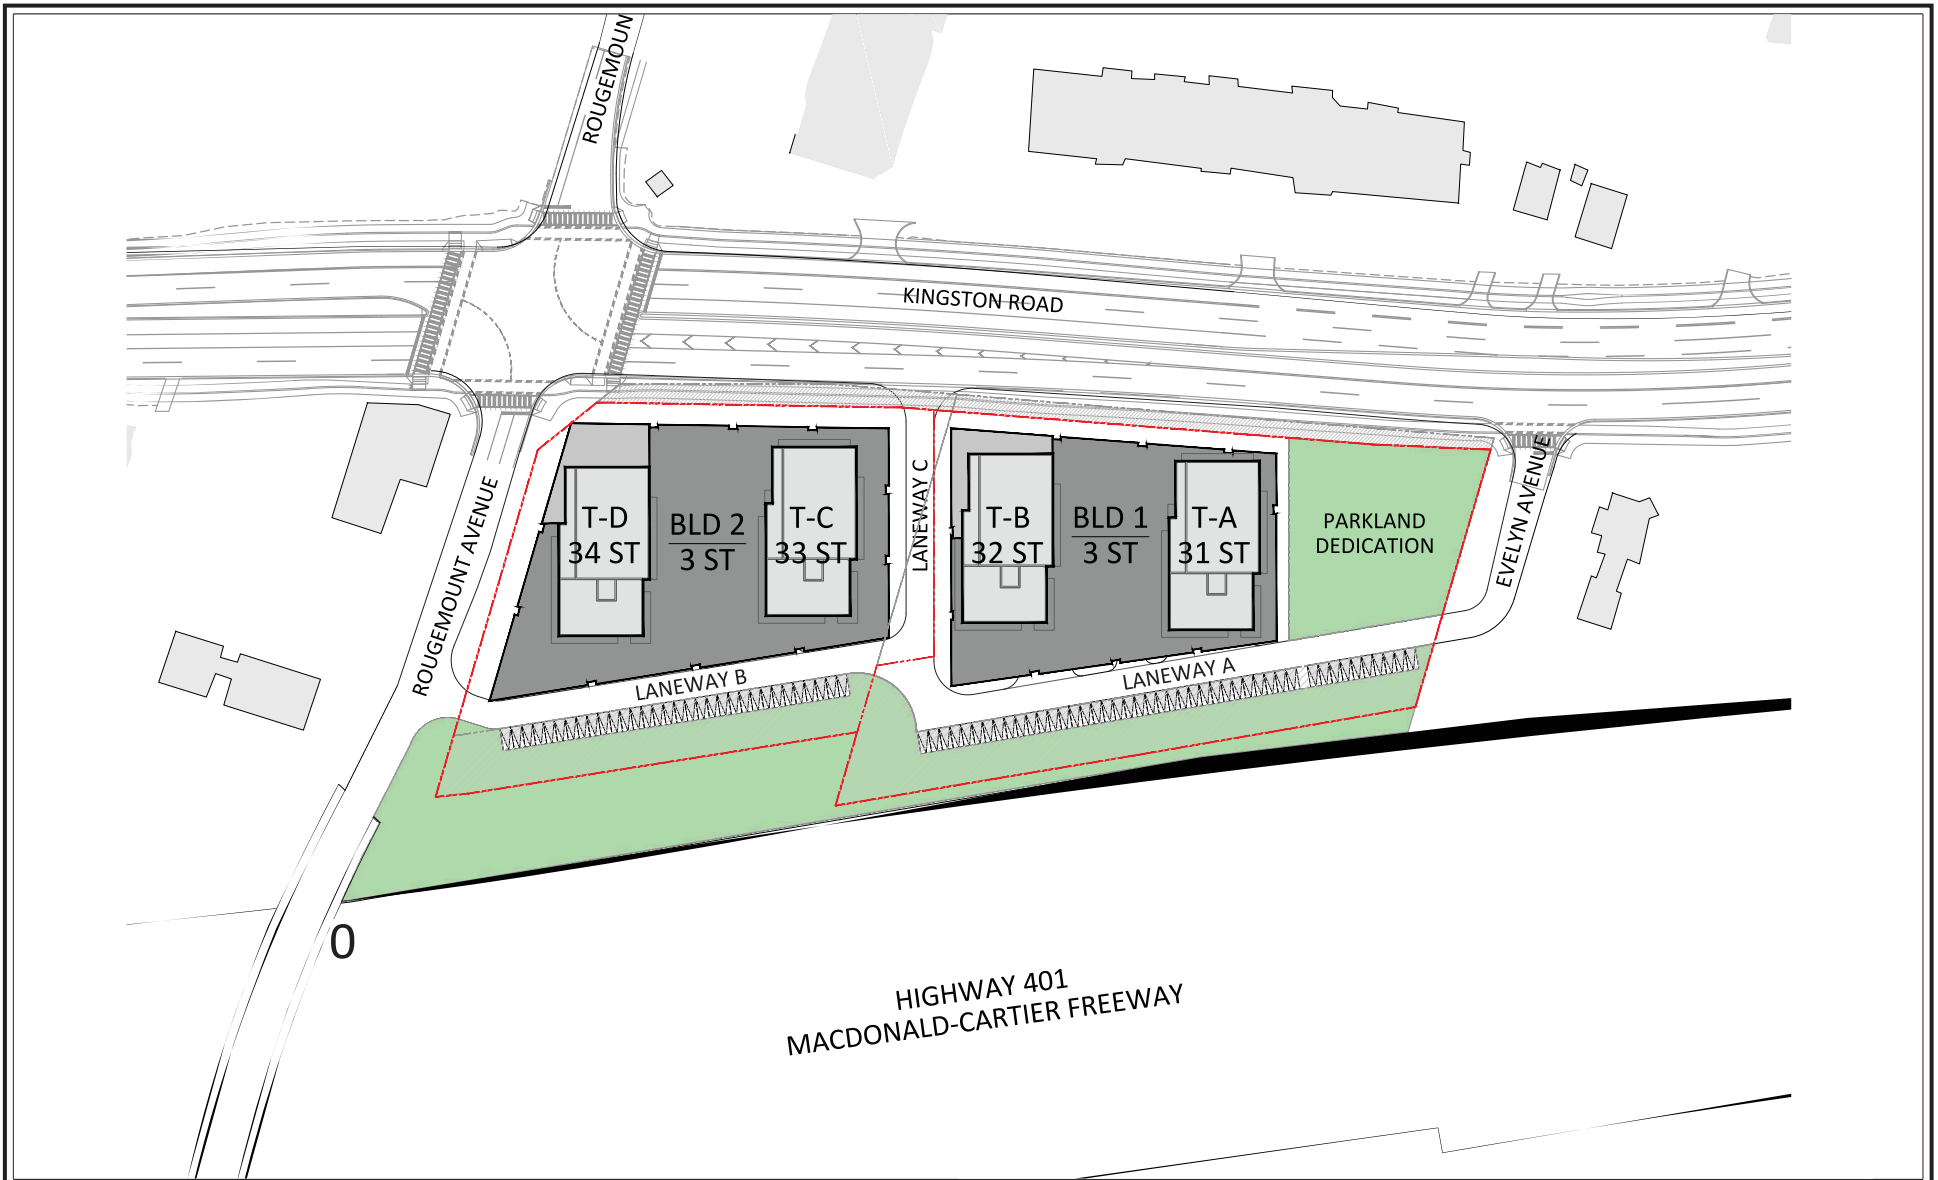 ROUGEMOUN
KINGSTON ROAD
T-D
34 ST
BLD 2
3 ST
T-C
33 ST
LANEWAY C
T-B
32 ST
BLD 1
3 ST
T-A
31 ST
PARKLAND
DEDICATION
EVELYN AVENUE
ROUGEMOUNT AVENUE
LANEWAY B
LANEWAY A
0
HIGHWAY 401
MACDONALD-CARTIER FREEWAY